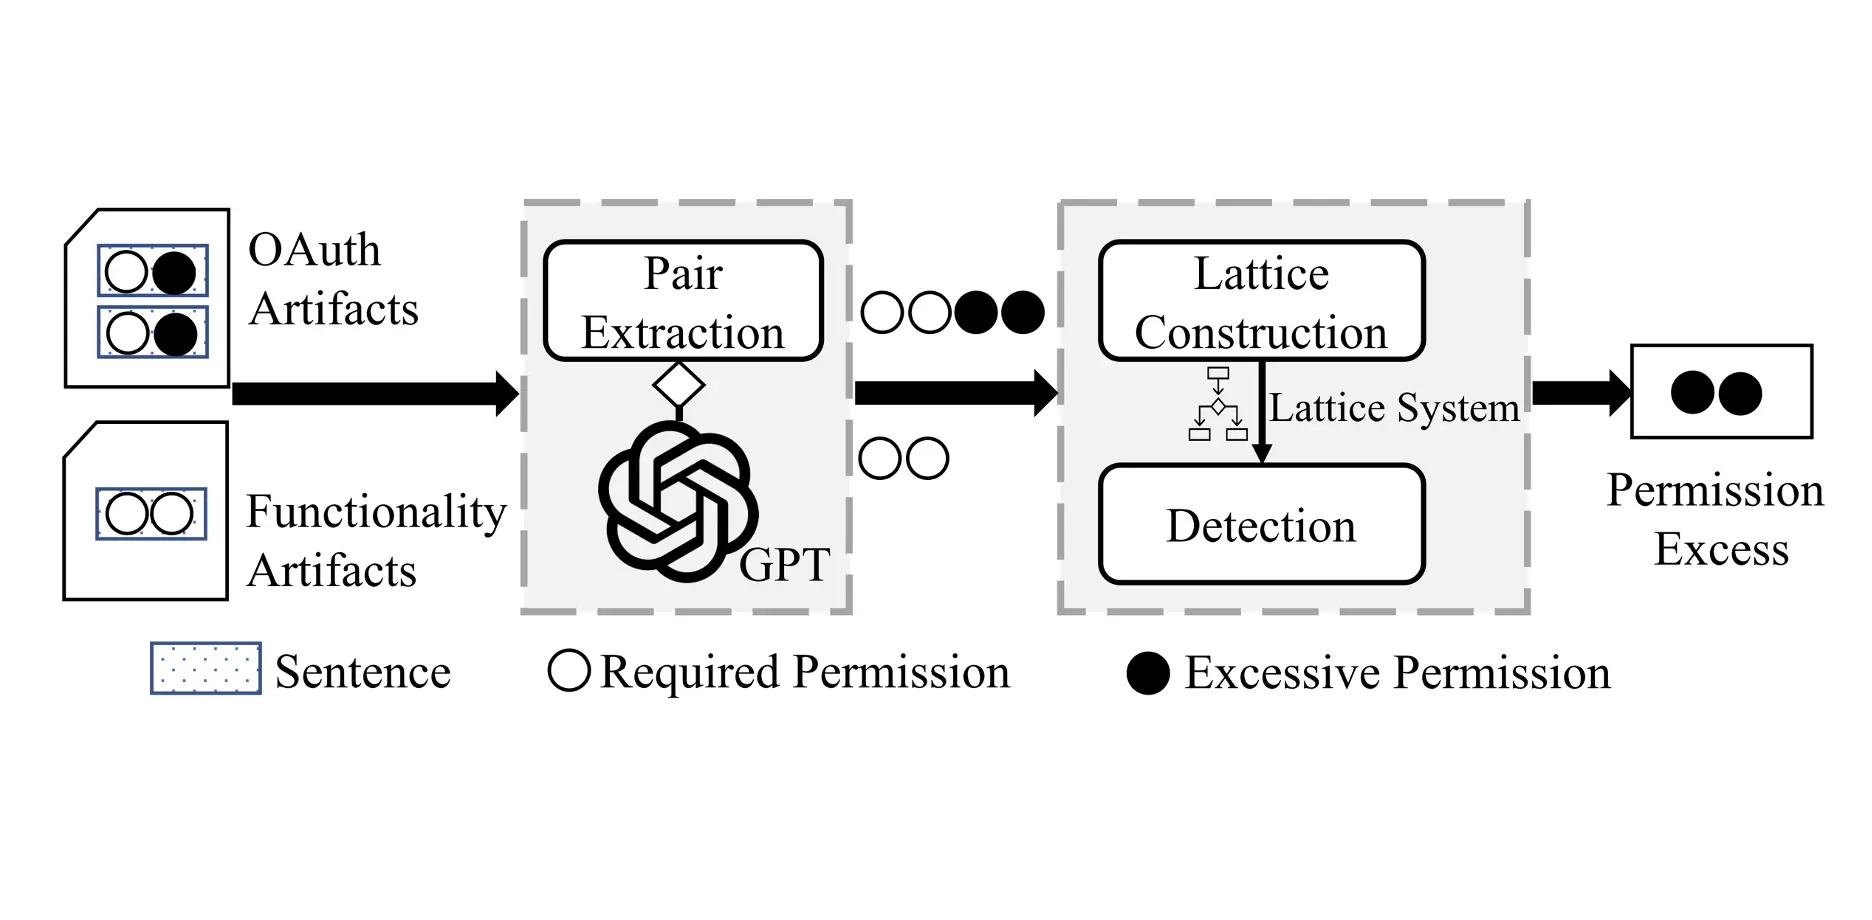 OAuth
Artifacts
Functionality
Artifacts
Pair
Extraction
GPT
Lattice
Construction
Lattice System
Detection
Permission
Excess
Sentence
Required Permission
Excessive Permission